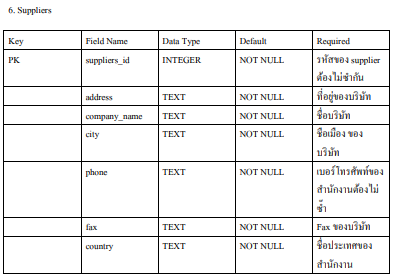 6. Suppliers
Key Field Name Data Type Default Required
PK suppliers_id INTEGER NOT NULL รหัสของ supplier
ต้องไม่ซ้ำกัน
address TEXT NOT NULL ที่อยู่ของบริษัท
company_name TEXT NOT NULL ชื่อบริษัท
city TEXT NOT NULL ชื่อเมือง ของ
บริษัท
phone TEXT NOT NULL เบอร์โทรศัพท์ของ
สำนักงานต้องไม่
ซ้ำ
fax TEXT NOT NULL Fax ของบริษัท
country TEXT NOT NULL ชื่อประเทศของ
สำนักงาน